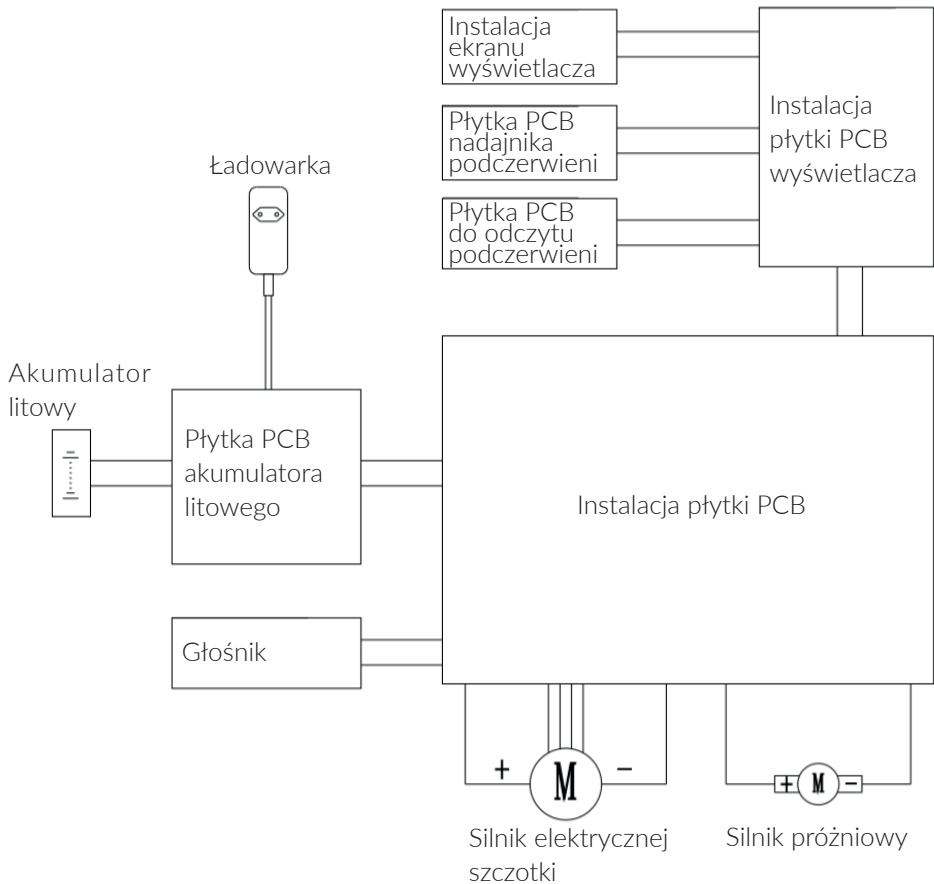 Instalacja
ekranu
wyświetlacza
Płytka PCB
nadajnika
podczerwieni
Płytka PCB
do odczytu
podczerwieni
Instalacja
płytki PCB
wyświetlacza
Ładowarka
Akumulator
litowy
Płytka PCB
akumulatora
litowego
Instalacja płytki PCB
Głośnik
+ M -
+ M -
Silnik elektrycznej
szczotki
Silnik próżniowy